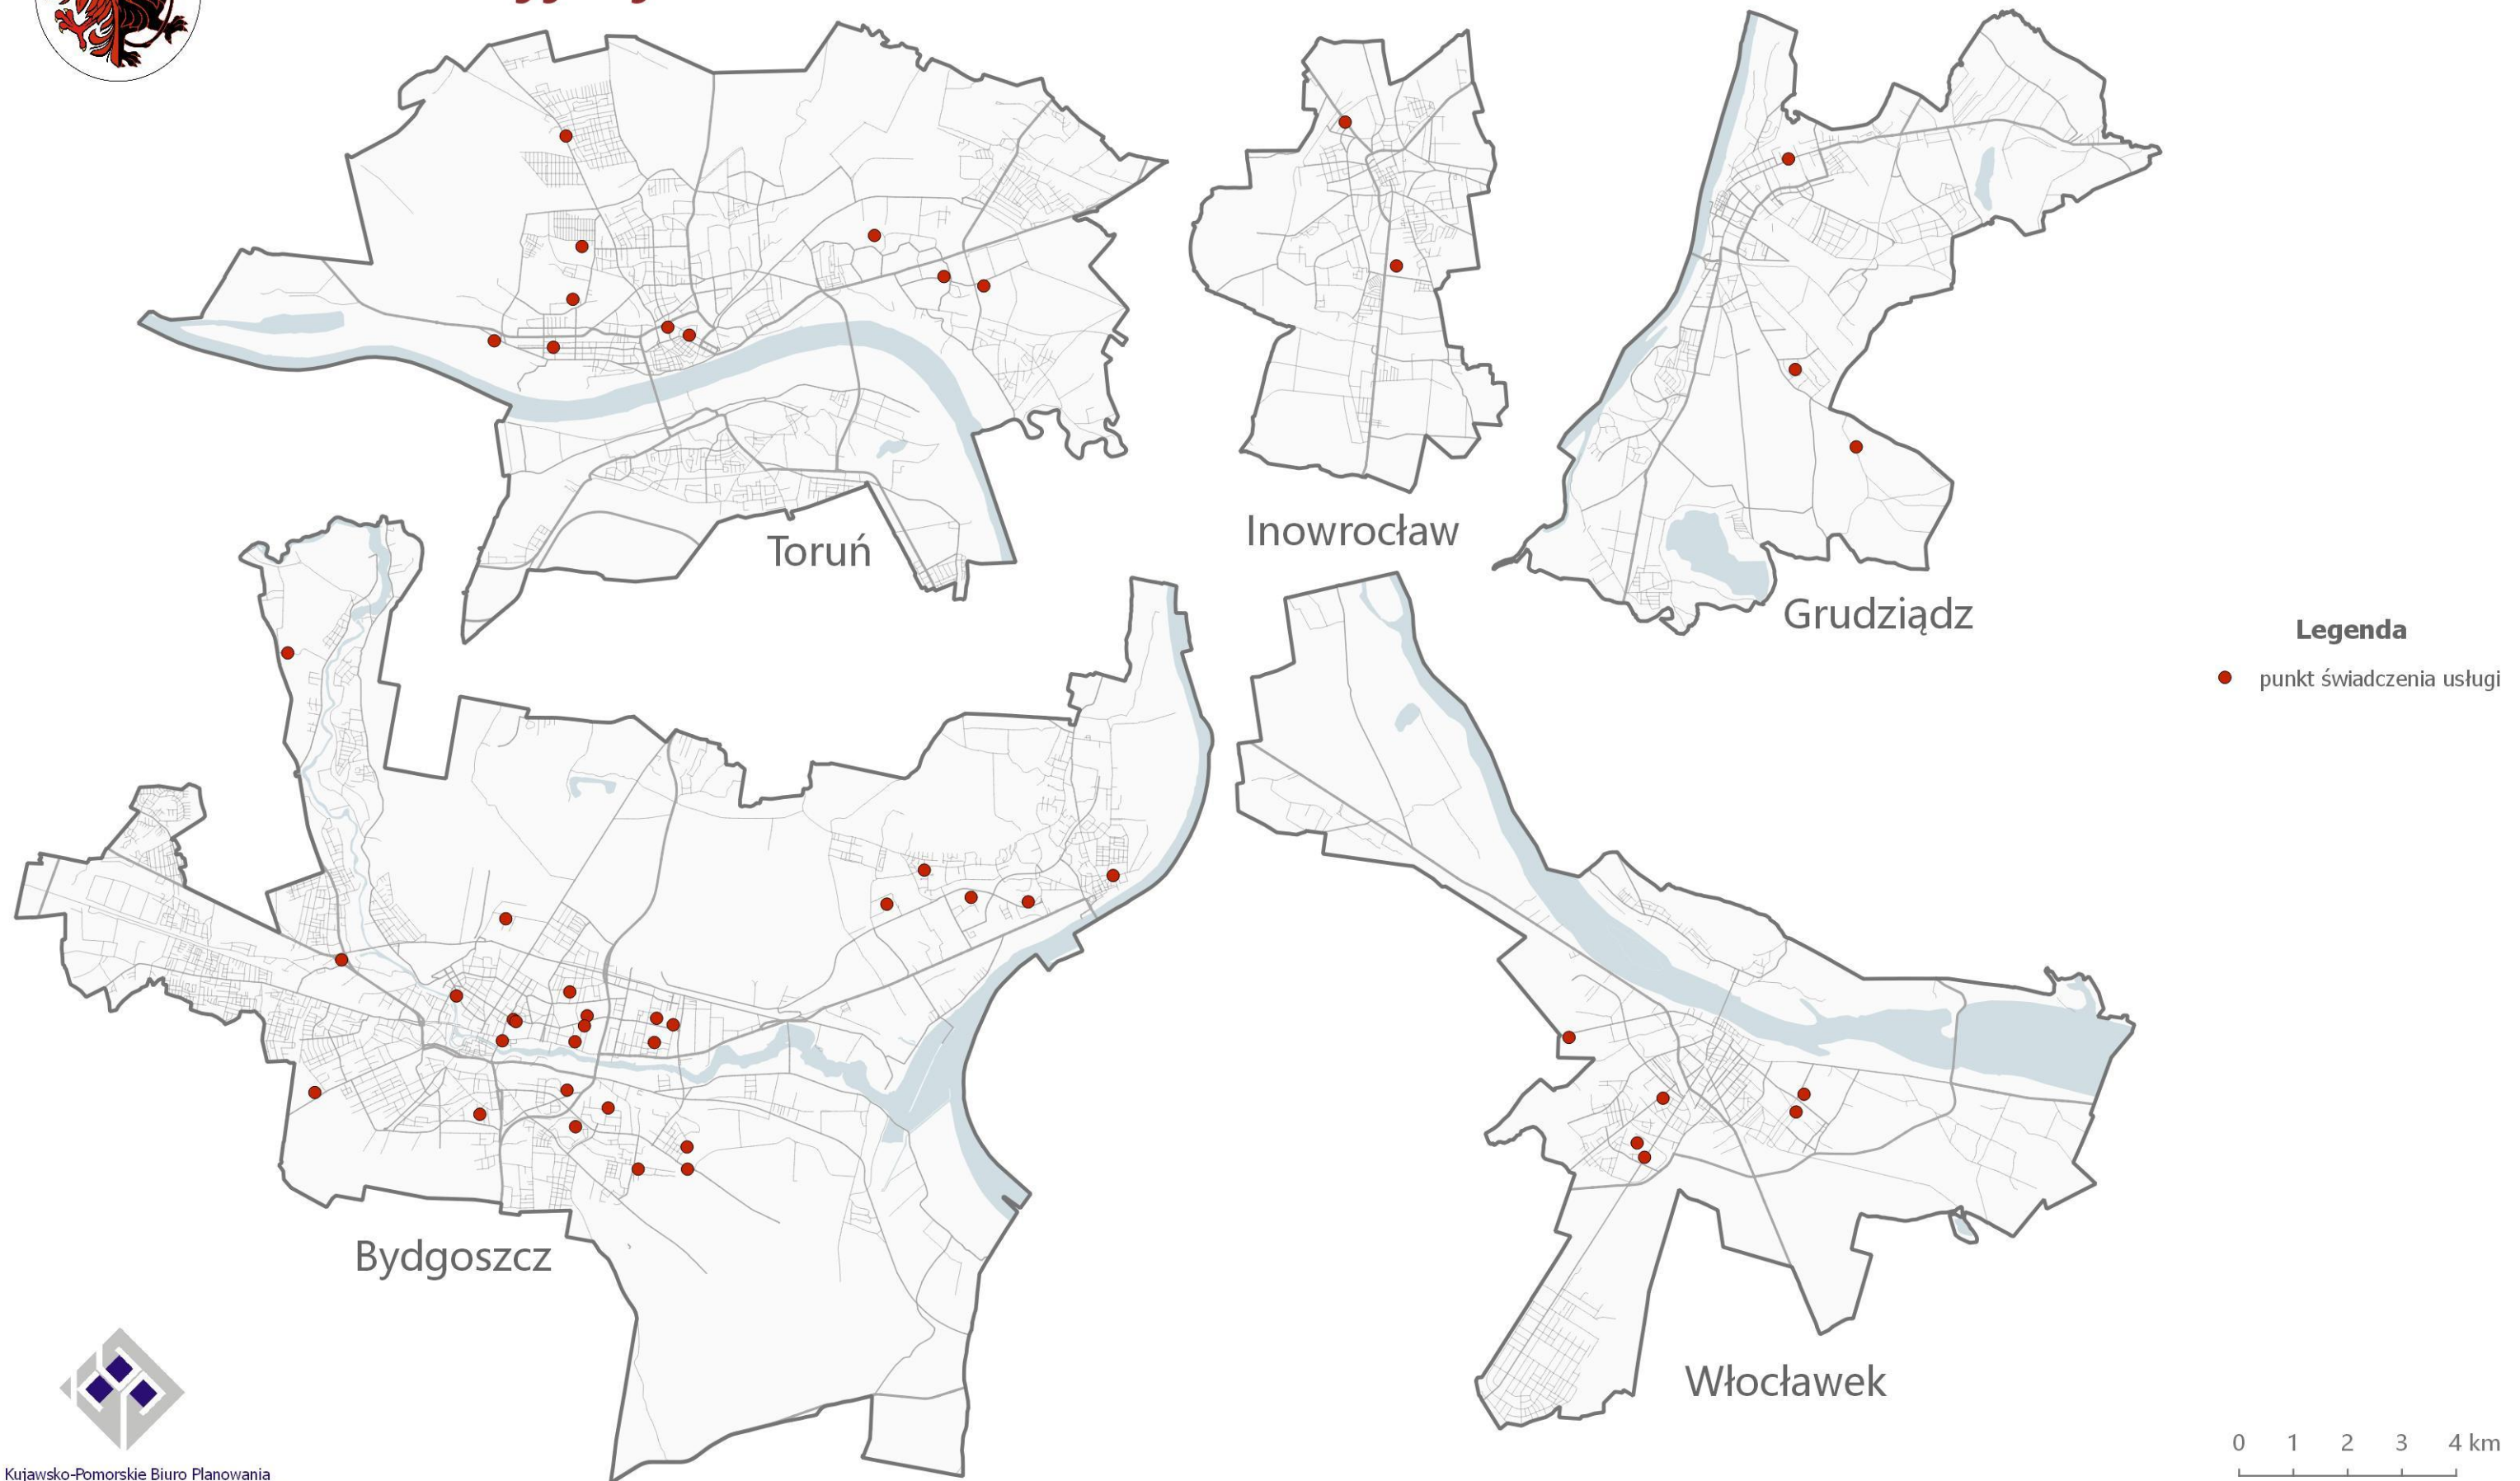 Toruń
Inowrocław
Grudziądz
Legenda
punkt świadczenia usługi
Bydgoszcz
Włocławek
0 1 2 3 4 km
Kujawsko-Pomorskie Biuro Planowania